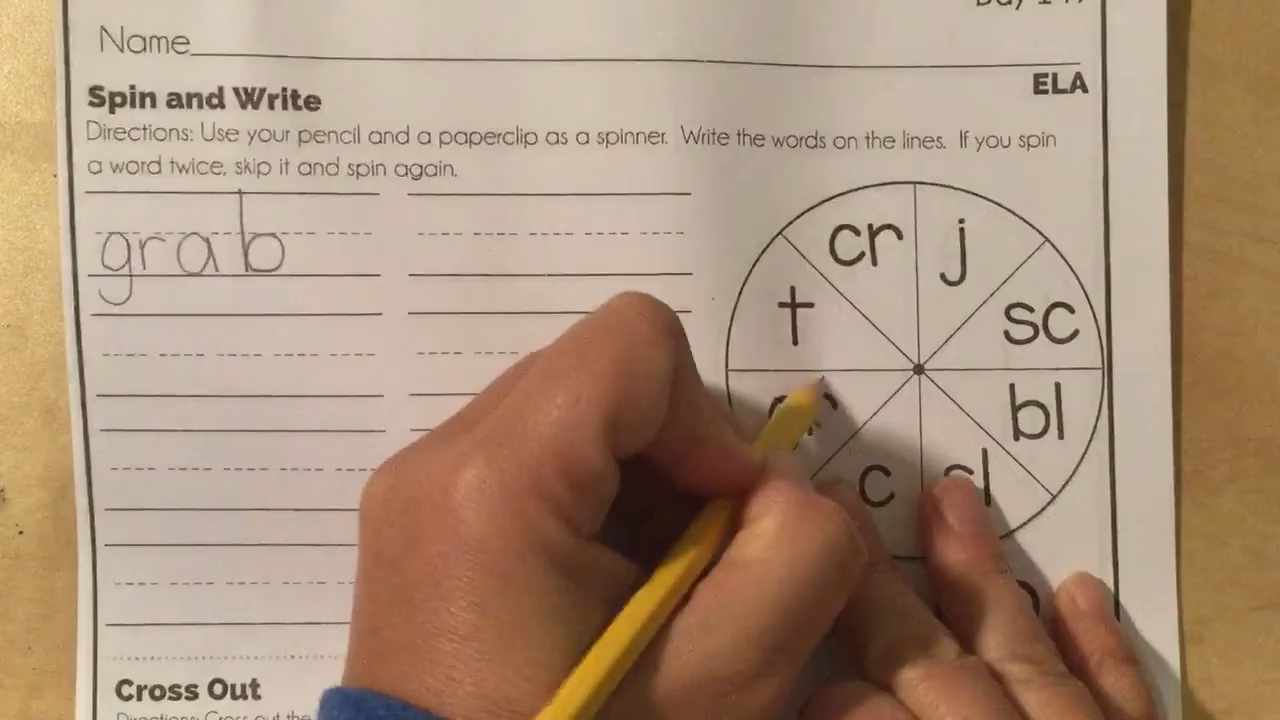 Name
ELA
Spin and Write
Directions: Use your pencil and a paperclip as a spinner. Write the words on the lines. If you spin
a word twice, skip it and spin again.
grab
cr j
t sc
bl
c
Cross Out